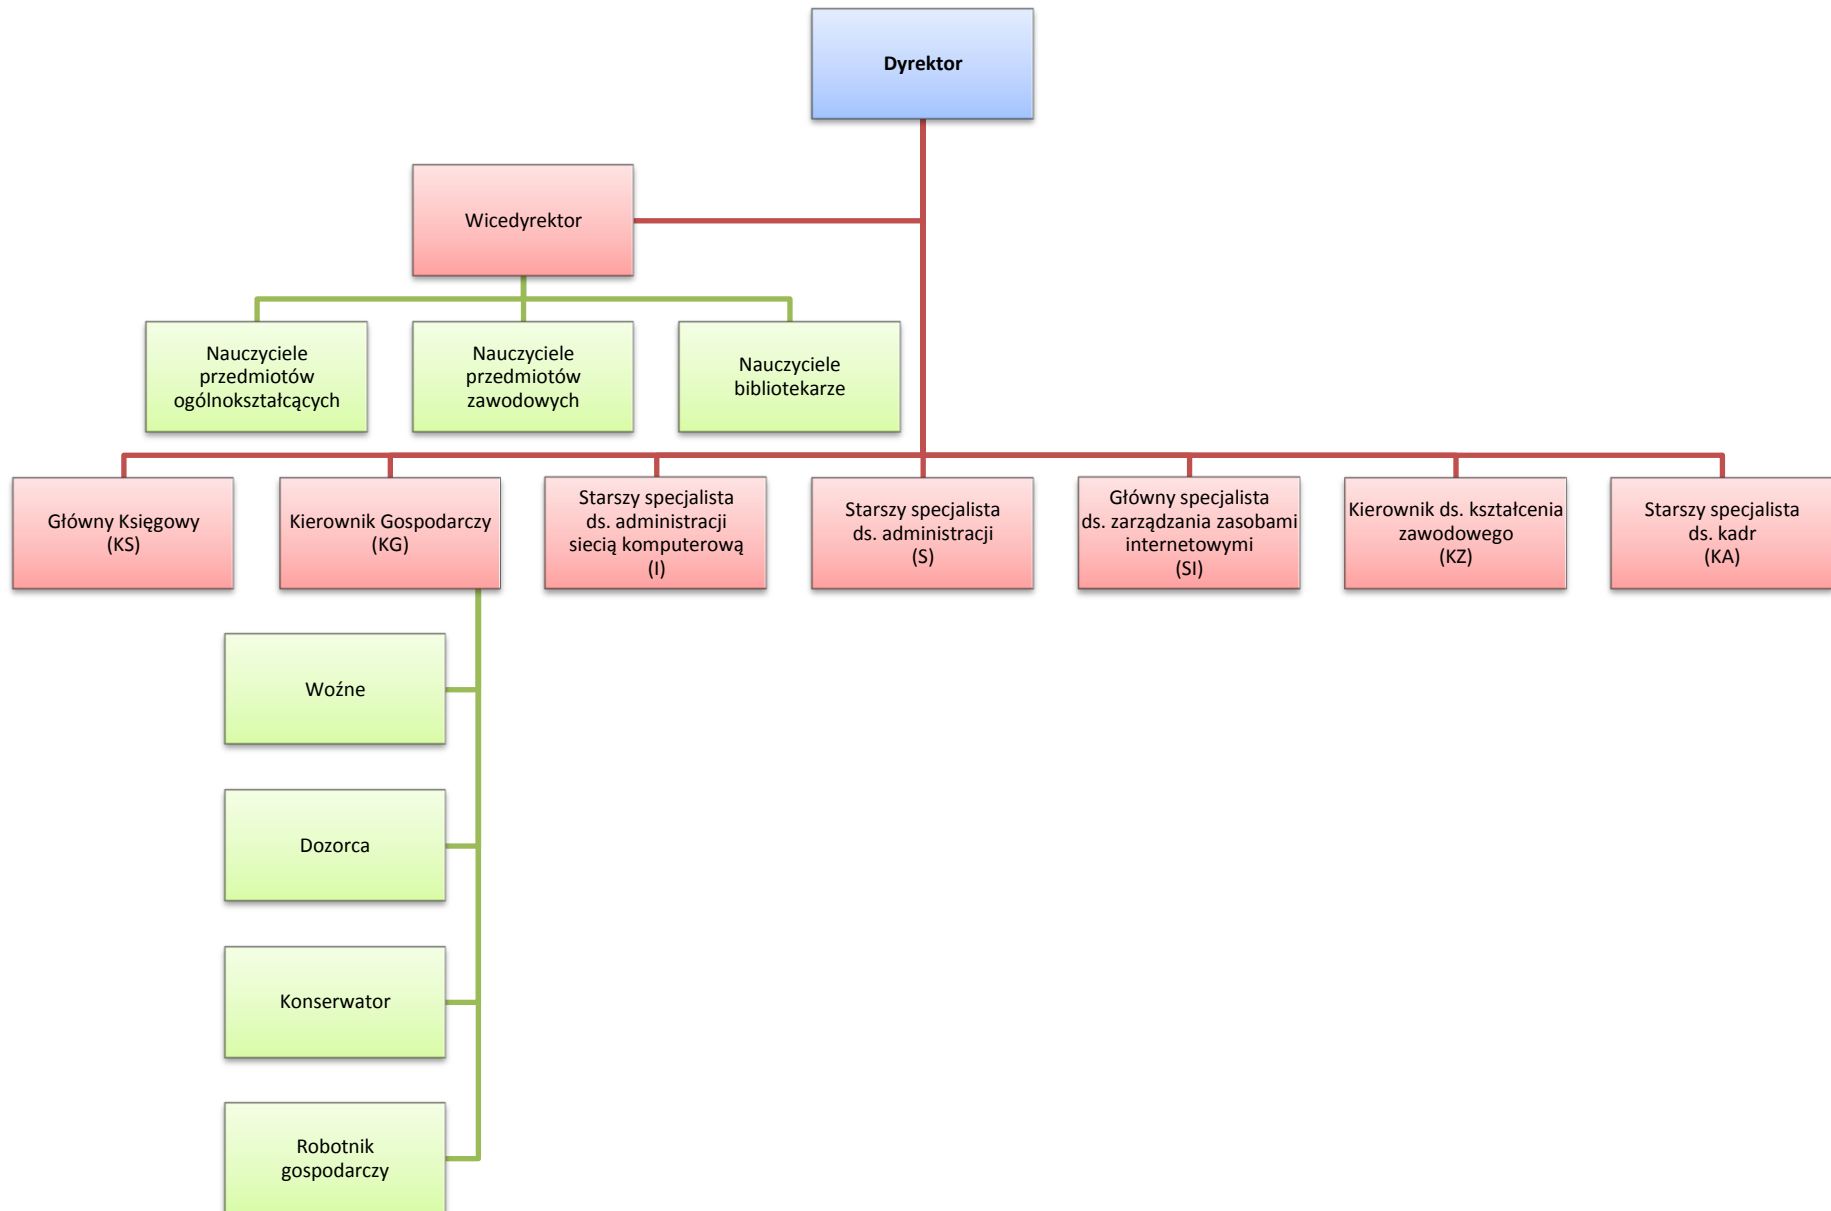 Dyrektor
Wicedyrektor
Nauczyciele
przedmiotów
ogólnokształcących
Nauczyciele
przedmiotów
zawodowych
Nauczyciele
bibliotekarze
Główny Księgowy
(KS)
Kierownik Gospodarczy
(KG)
Starszy specjalista
ds. administracji
siecią komputerową
(I)
Starszy specjalista
ds. administracji
(S)
Główny specjalista
ds. zarządzania zasobami
internetowymi
(SI)
Kierownik ds. kształcenia
zawodowego
(KZ)
Starszy specjalista
ds. kadr
(KA)
Woźne
Dozorca
Konserwator
Robotnik
gospodarczy